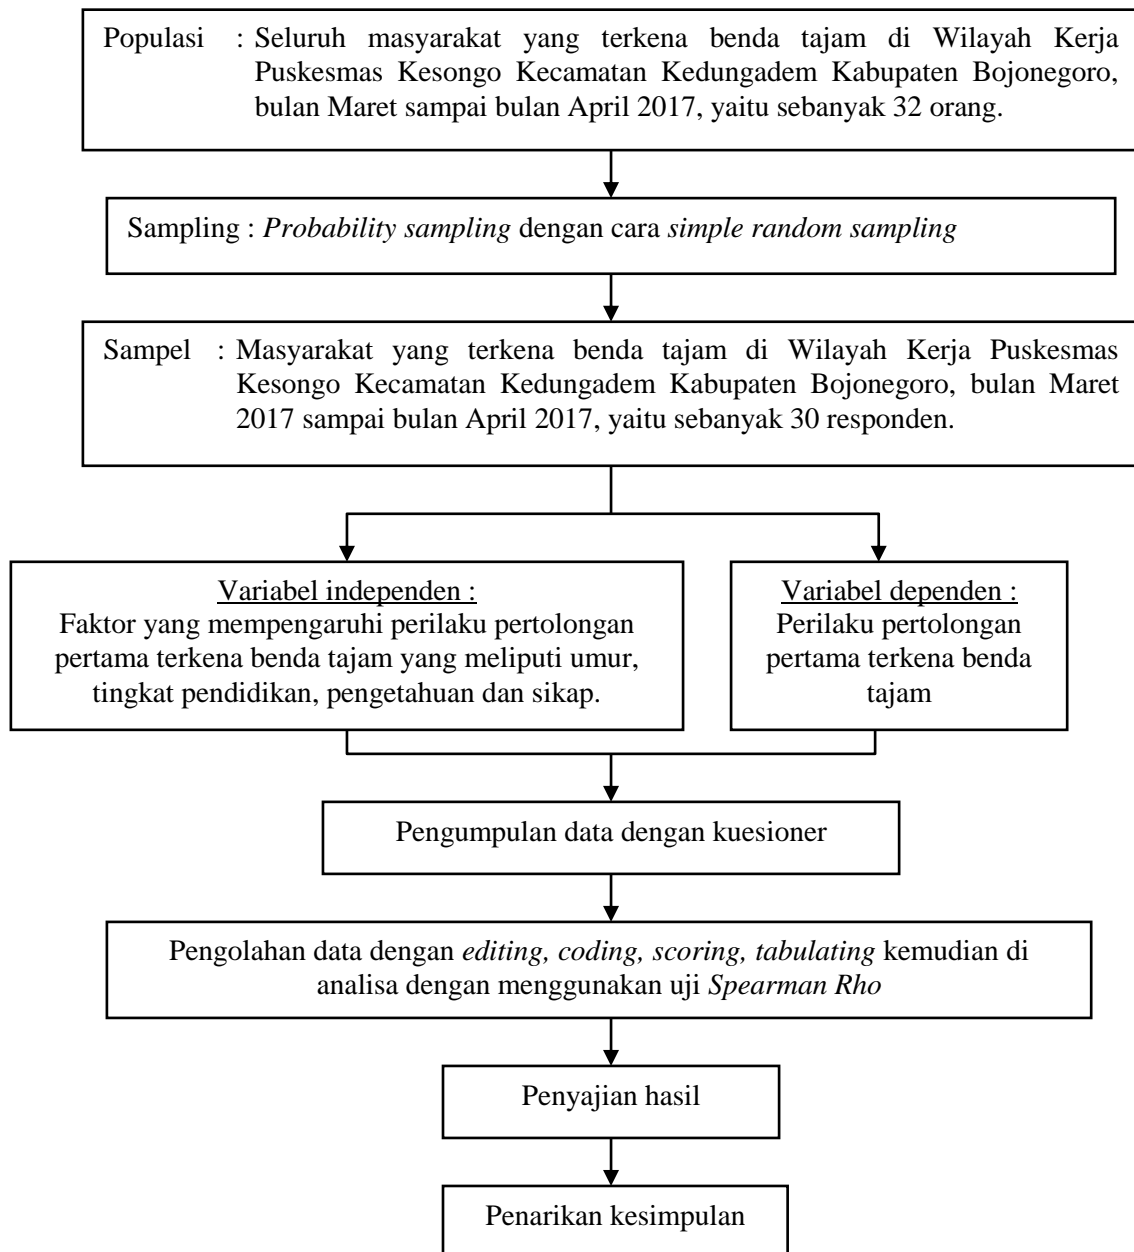 Populasi : Seluruh masyarakat yang terkena benda tajam di Wilayah Kerja
Puskesmas Kesongo Kecamatan Kedungadem Kabupaten Bojonegoro,
bulan Maret sampai bulan April 2017, yaitu sebanyak 32 orang.
Sampling : Probability sampling dengan cara simple random sampling
Sampel : Masyarakat yang terkena benda tajam di Wilayah Kerja Puskesmas
Kesongo Kecamatan Kedungadem Kabupaten Bojonegoro, bulan Maret
2017 sampai bulan April 2017, yaitu sebanyak 30 responden.
Variabel independen :
Faktor yang mempengaruhi perilaku pertolongan
pertama terkena benda tajam yang meliputi umur,
tingkat pendidikan, pengetahuan dan sikap.
Variabel dependen :
Perilaku pertolongan
pertama terkena benda
tajam
Pengumpulan data dengan kuesioner
Pengolahan data dengan editing, coding, scoring, tabulating kemudian di
analisa dengan menggunakan uji Spearman Rho
Penyajian hasil
Penarikan kesimpulan